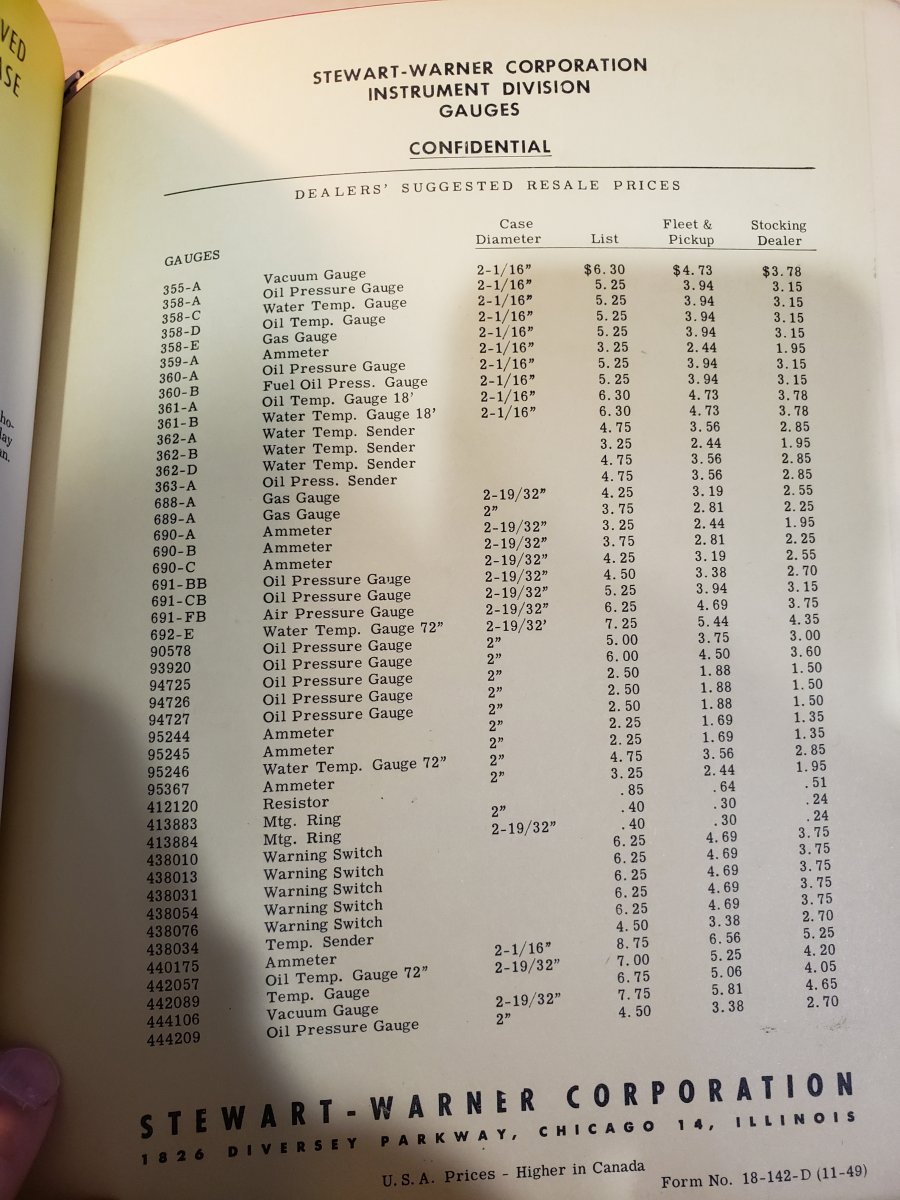 VED
USE
ho-
lay
an.
STEWART-WARNER CORPORATION
INSTRUMENT DIVISION
GAUGES
CONFIDENTIAL
DEALERS' SUGGESTED RESALE PRICES
GAUGES Case Diameter List Fleet & Pickup Stocking Dealer
355-A Vacuum Gauge 2-1/16" $6.30 $4.73 $3.78
358-A Oil Pressure Gauge 2-1/16" 5.25 3.94 3.15
358-C Water Temp. Gauge 2-1/16" 5.25 3.94 3.15
358-D Oil Temp. Gauge 2-1/16" 5.25 3.94 3.15
358-E Gas Gauge 2-1/16" 5.25 3.94 3.15
359-A Ammeter 2-1/16" 3.25 2.44 1.95
360-A Oil Pressure Gauge 2-1/16" 5.25 3.94 3.15
360-B Fuel Oil Press. Gauge 2-1/16" 5.25 3.94 3.15
361-A Oil Temp. Gauge 18' 2-1/16" 6.30 4.73 3.78
361-B Water Temp. Gauge 18' 2-1/16" 6.30 4.73 3.78
362-A Water Temp. Sender 4.75 3.56 2.85
362-B Water Temp. Sender 3.25 2.44 1.95
362-D Water Temp. Sender 4.75 3.56 2.85
363-A Oil Press. Sender 4.75 3.56 2.85
688-A Gas Gauge 2-19/32" 4.25 3.19 2.55
689-A Gas Gauge 2" 3.75 2.81 2.25
690-A Ammeter 2-19/32" 3.25 2.44 1.95
690-B Ammeter 2-19/32" 3.75 2.81 2.25
690-C Ammeter 2-19/32" 4.25 3.19 2.55
691-BB Oil Pressure Gauge 2-19/32" 4.50 3.38 2.70
691-CB Oil Pressure Gauge 2-19/32" 5.25 3.94 3.15
691-FB Air Pressure Gauge 2-19/32" 6.25 4.69 3.75
692-E Water Temp. Gauge 72" 2-19/32' 7.25 5.44 4.35
90578 Oil Pressure Gauge 2" 5.00 3.75 3.00
93920 Oil Pressure Gauge 2" 6.00 4.50 3.60
94725 Oil Pressure Gauge 2" 2.50 1.88 1.50
94726 Oil Pressure Gauge 2" 2.50 1.88 1.50
94727 Oil Pressure Gauge 2" 2.50 1.88 1.50
95244 Ammeter 2" 2.25 1.69 1.35
95245 Ammeter 2" 2.25 1.69 1.35
95246 Water Temp. Gauge 72" 2" 4.75 3.56 2.85
95367 Ammeter 2" 3.25 2.44 1.95
412120 Resistor .85 .64 .51
413883 Mtg. Ring 2" .40 .30 .24
413884 Mtg. Ring 2-19/32" .40 .30 .24
438010 Warning Switch 6.25 4.69 3.75
438013 Warning Switch 6.25 4.69 3.75
438031 Warning Switch 6.25 4.69 3.75
438054 Warning Switch 6.25 4.69 3.75
438076 Warning Switch 6.25 4.69 3.75
438034 Temp. Sender 4.50 3.38 2.70
440175 Ammeter 2-1/16" 8.75 6.56 5.25
442057 Oil Temp. Gauge 72" 2-19/32" 7.00 5.25 4.20
442089 Temp. Gauge 6.75 5.06 4.05
444106 Vacuum Gauge 2-19/32" 7.75 5.81 4.65
444209 Oil Pressure Gauge 2" 4.50 3.38 2.70
STEWART-WARNER CORPORATION
1826 DIVERSEY PARKWAY, CHICAGO 14, ILLINOIS
U.S.A. Prices - Higher in Canada
Form No. 18-142-D (11-49)